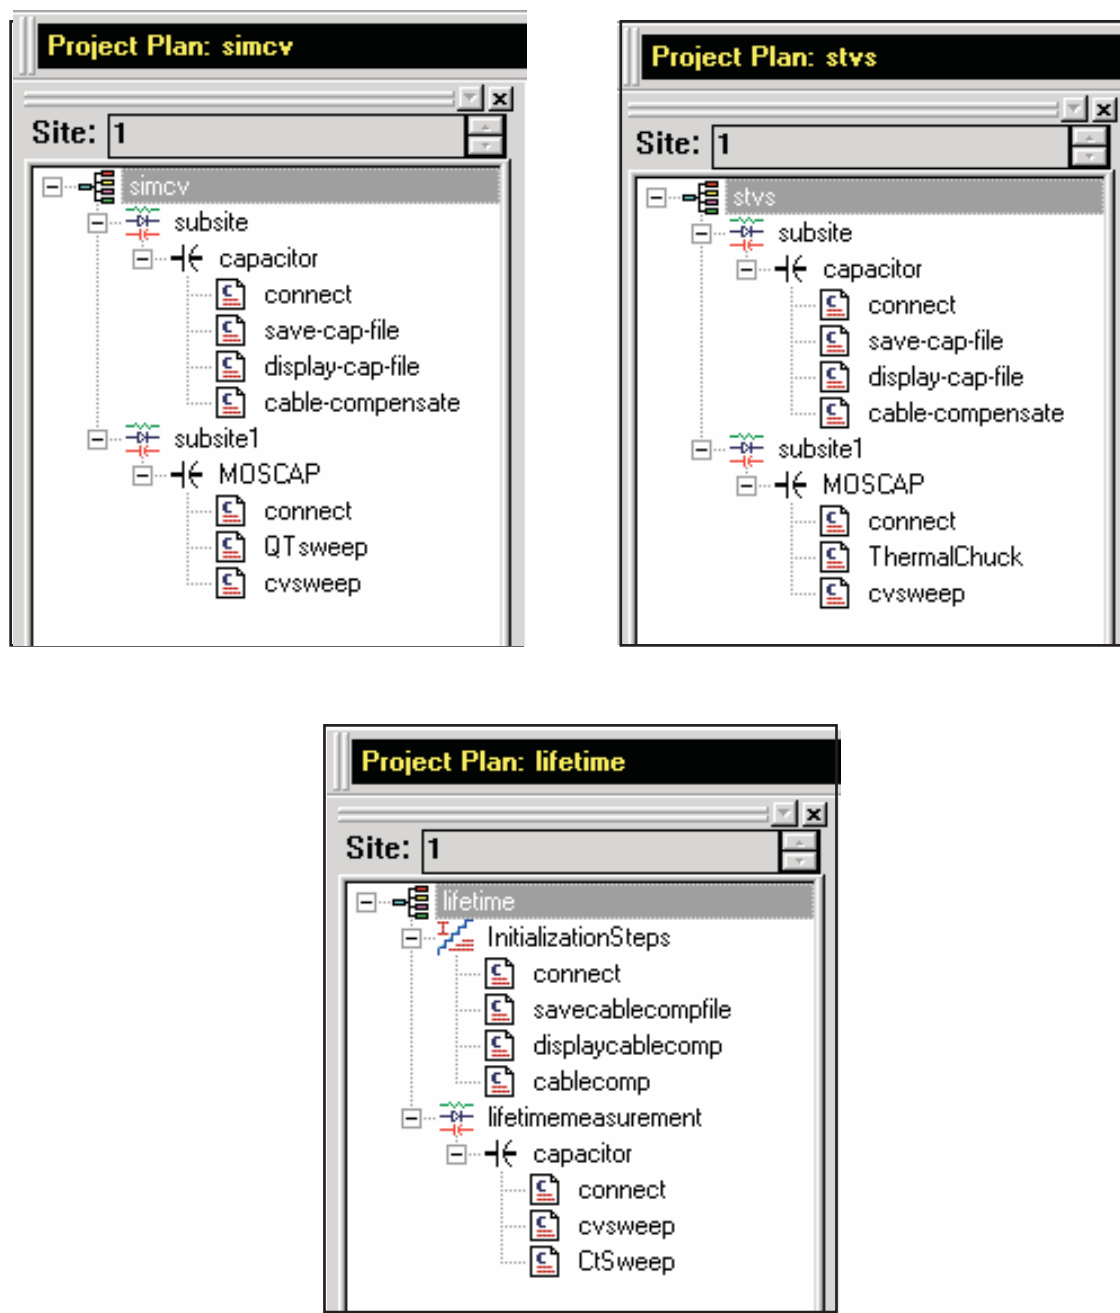 Project Plan: simcv
Site: 1
simcv
subsite
capacitor
connect
save-cap-file
display-cap-file
cable-compensate
subsite1
MOSCAP
connect
QTsweep
cvsweep
Project Plan: stvs
Site: 1
stvs
subsite
capacitor
connect
save-cap-file
display-cap-file
cable-compensate
subsite1
MOSCAP
connect
ThermalChuck
cvsweep
Project Plan: lifetime
Site: 1
lifetime
InitializationSteps
connect
savecablecompfile
displaycablecomp
cablecomp
lifetimemeasurement
capacitor
connect
cvsweep
CtSweep